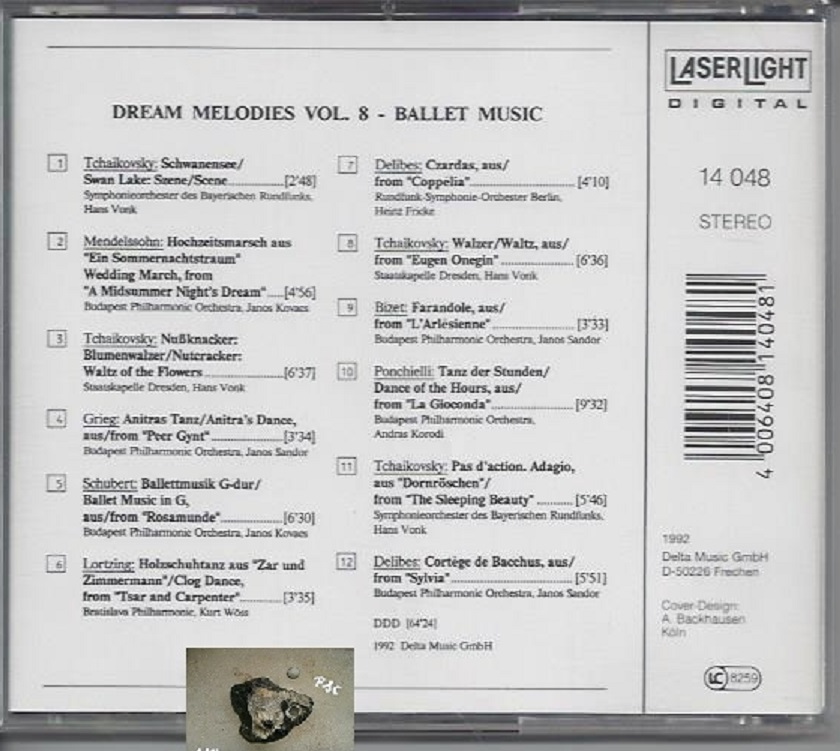 DREAM MELODIES VOL. 8 - BALLET MUSIC
1 Tchaikovsky: Schwanensee/
Swan Lake: Szene/Scene [2'48]
Symphonieorchester des Bayerischen Rundfunks,
Hans Vonk
2 Mendelssohn: Hochzeitsmarsch aus
"Ein Sommernachtstraum"
Wedding March, from
"A Midsummer Night's Dream" [4'56]
Budapest Philharmonic Orchestra, Janos Kovacs
3 Tchaikovsky: Nußknacker:
Blumenwalzer/Nutcracker:
Waltz of the Flowers [6'37]
Staatskapelle Dresden, Hans Vonk
4 Grieg: Anitras Tanz/Anitra's Dance,
aus/from "Peer Gynt" [3'34]
Budapest Philharmonic Orchestra, Janos Sandor
5 Schubert: Ballettmusik G-dur/
Ballet Music in G,
aus/from "Rosamunde" [6'30]
Budapest Philharmonic Orchestra, Janos Kovacs
6 Lortzing: Holzschuhtanz aus "Zar und
Zimmermann"/Clog Dance,
from "Tsar and Carpenter" [3'35]
Bratislava Philharmonic, Kurt Wöss
7 Delibes: Czardas, aus/
from "Coppelia" [4'10]
Rundfunk-Symphonie-Orchester Berlin,
Heinz Fricke
8 Tchaikovsky: Walzer/Waltz, aus/
from "Eugen Onegin" [6'36]
Staatskapelle Dresden, Hans Vonk
9 Bizet: Farandole, aus/
from "L'Arlésienne" [3'33]
Budapest Philharmonic Orchestra, Janos Sandor
10 Ponchielli: Tanz der Stunden/
Dance of the Hours, aus/
from "La Gioconda" [9'32]
Budapest Philharmonic Orchestra,
Andras Korodi
11 Tchaikovsky: Pas d'action. Adagio,
aus "Dornröschen"/
from "The Sleeping Beauty" [5'46]
Symphonieorchester des Bayerischen Rundfunks,
Hans Vonk
12 Delibes: Cortège de Bacchus, aus/
from "Sylvia" [5'51]
Budapest Philharmonic Orchestra, Janos Sandor
DDD [64'24]
1992 Delta Music GmbH
LASERLIGHT
DIGITAL
14 048
STEREO
4 006408 140481
1992
Delta Music GmbH
D-50226 Frechen
Cover-Design:
A. Backhausen
Köln
LC 8259